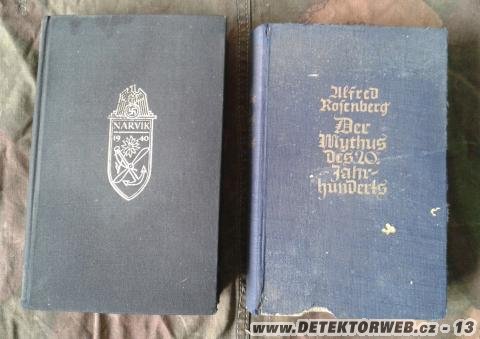 NARVIK
19 40
Alfred
Rosenberg
Der
Mythus
des 20.
Jahr-
hunderts
www.DETEKTORWEB.cz - 13